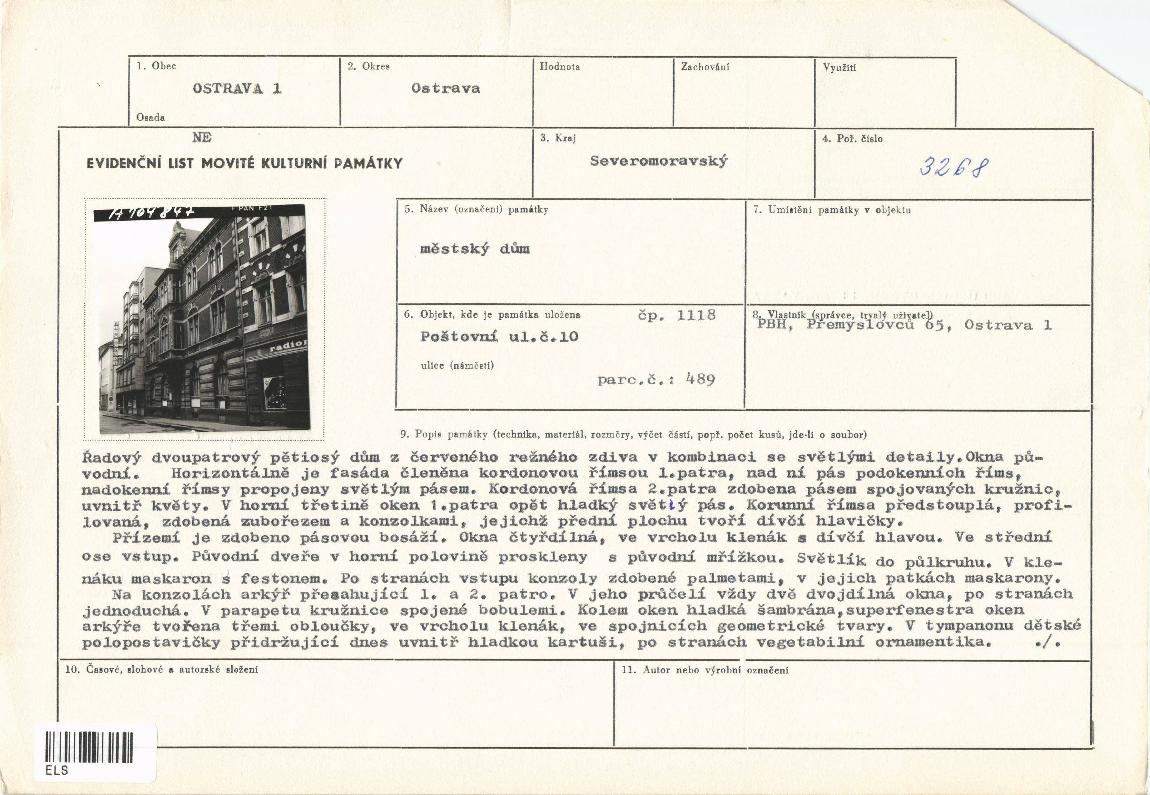 1. Obec
OSTRAVA 1
Osada
2. Okres
Ostrava
Hodnota
Zachování
Využití
NE
EVIDENČNÍ LIST MOVITÉ KULTURNÍ PAMÁTKY
3. Kraj
Severomoravský
4. Poř. číslo
3268
A 104847
PAN F
radio
5. Název (označení) památky
městský dům
7. Umístění památky v objektu
6. Objekt, kde je památka uložena
čp. 1118
Poštovní ul.č.10
ulice (náměstí)
parc.č.: 489
8. Vlastník (správce, trvalý uživatel)
PBH, Přemyslovců 65, Ostrava 1
9. Popis památky (technika, materiál, rozměry, výčet částí, popř. počet kusů, jde-li o soubor)
Řadový dvoupatrový pětiosý dům z červeného režného zdiva v kombinaci se světlými detaily.Okna pů-
vodní. Horizontálně je fasáda členěna kordonovou římsou 1.patra, nad ní pás podokenních říms,
nadokenní římsy propojeny světlým pásem. Kordonová římsa 2.patra zdobena pásem spojovaných kružnic,
uvnitř květy. V horní třetině oken 1.patra opět hladký světlý pás. Korunní římsa předstouplá, profi-
lovaná, zdobená zubořezem a konzolkami, jejichž přední plochu tvoří dívčí hlavičky.
Přízemí je zdobeno pásovou bosáží. Okna čtyřdílná, ve vrcholu klenák s dívčí hlavou. Ve střední
ose vstup. Původní dveře v horní polovině proskleny s původní mřížkou. Světlík do půlkruhu. V kle-
náku maskaron s festonem. Po stranách vstupu konzoly zdobené palmetami, v jejich patkách maskarony.
Na konzolách arkýř přesahující 1. a 2. patro. V jeho průčelí vždy dvě dvojdílná okna, po stranách
jednoduchá. V parapetu kružnice spojené bobulemi. Kolem oken hladká šambrána,superfenestra oken
arkýře tvořena třemi obloučky, ve vrcholu klenák, ve spojnicích geometrické tvary. V tympanonu dětské
polopostavičky přidržující dnes uvnitř hladkou kartuši, po stranách vegetabilní ornamentika. ./.
10. Časové, slohové a autorské složení
11. Autor nebo výrobní označení
ELS